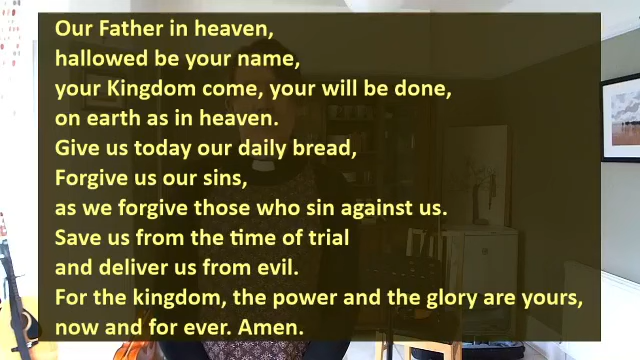 Our Father in heaven,
hallowed be your name,
your Kingdom come, your will be done,
on earth as in heaven.
Give us today our daily bread,
Forgive us our sins,
as we forgive those who sin against us.
Save us from the time of trial
and deliver us from evil.
For the kingdom, the power and the glory are yours,
now and for ever. Amen.